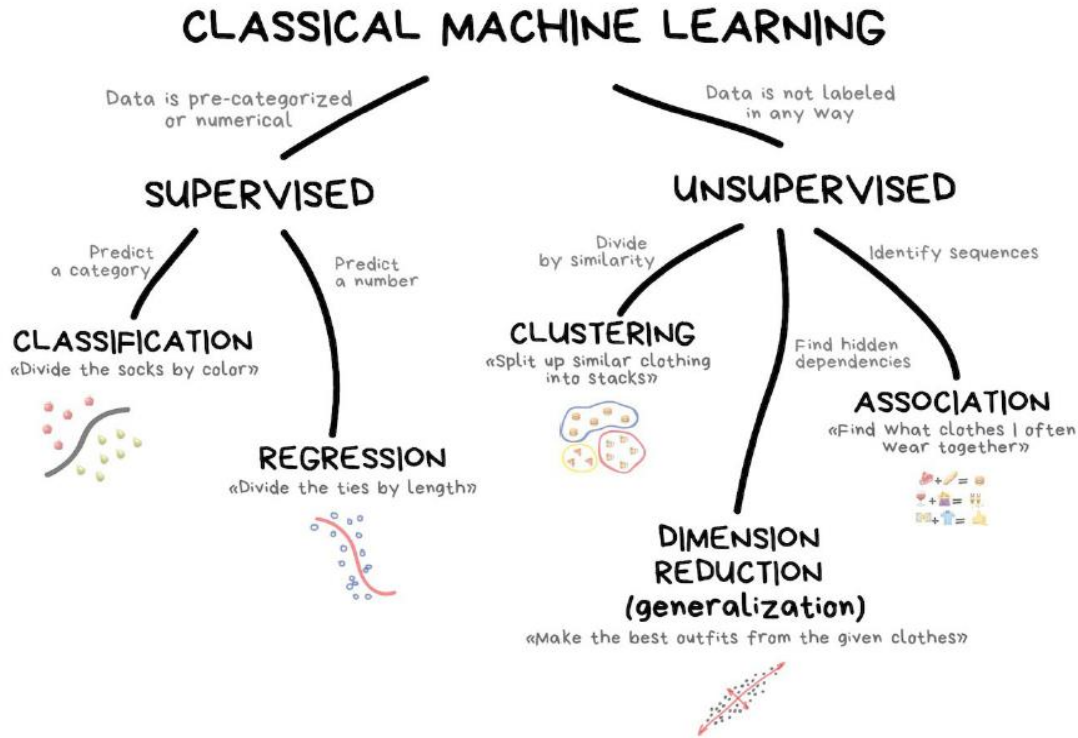 CLASSICAL MACHINE LEARNING
Data is pre-categorized
or numerical
Data is not labeled
in any way
SUPERVISED
UNSUPERVISED
Predict
a category
Predict
a number
Divide
by similarity
Identify sequences
CLASSIFICATION
«Divide the socks by color»
CLUSTERING
«Split up similar clothing
into stacks»
Find hidden
dependencies
ASSOCIATION
«Find what clothes I often
wear together»
REGRESSION
«Divide the ties by length»
+ =
+ =
+ =
DIMENSION
REDUCTION
(generalization)
«Make the best outfits from the given clothes»